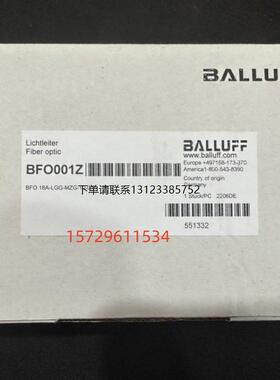 BALLU
Lichtleiter
Fiber optic
BFO001Z
BFO 18A-LGG-MZG-
下单请联系13123385752
BALLUFF
www.balluff.com
Europe +497158-173-370
America1-800-543-8390
Country of origin
Germany
1 Stück/PC 2206DE
551332
15729611534